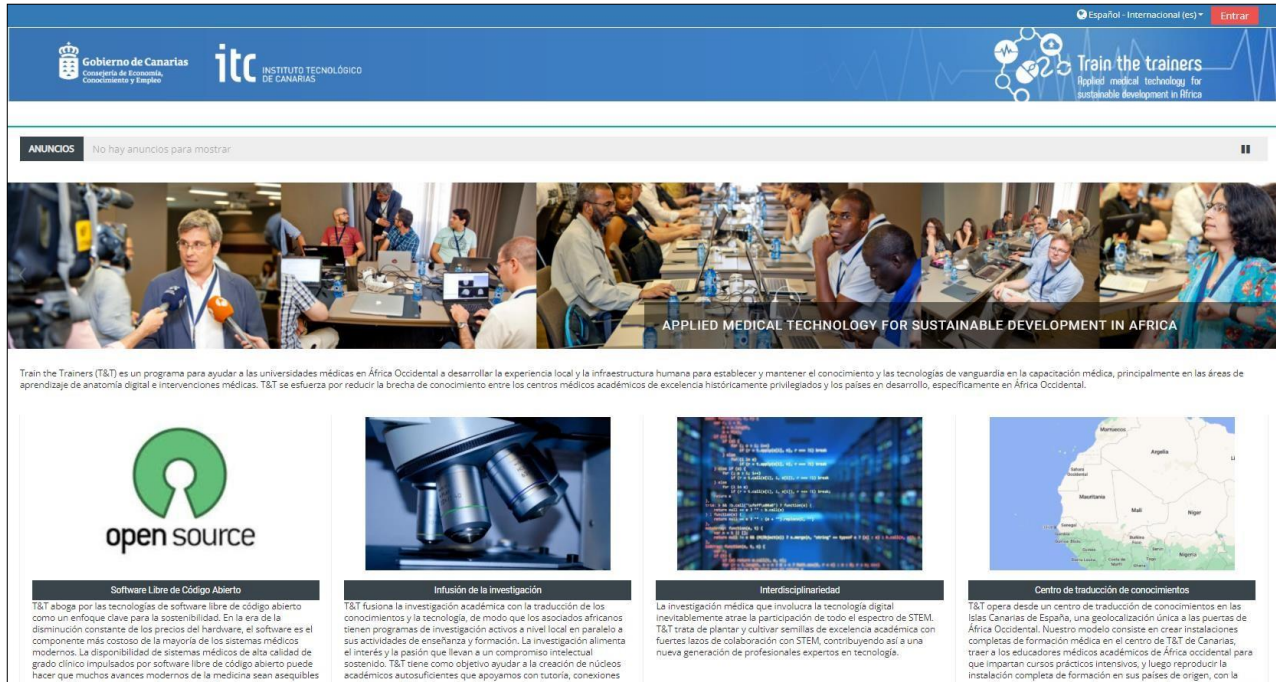 Español - Internacional (es)
Entrar
Gobierno de Canarias
Consejería de Economía,
Conocimiento y Empleo
itc INSTITUTO TECNOLÓGICO
DE CANARIAS
Train the trainers
Applied medical technology for
sustainable development in Africa
ANUNCIOS
No hay anuncios para mostrar
APPLIED MEDICAL TECHNOLOGY FOR SUSTAINABLE DEVELOPMENT IN AFRICA
Train the Trainers (T&T) es un programa para ayudar a las universidades médicas en África Occidental a desarrollar la experiencia local y la infraestructura humana para establecer y mantener el conocimiento y las tecnologías de vanguardia en la capacitación médica, principalmente en las áreas de
aprendizaje de anatomía digital e intervenciones médicas. T&T se esfuerza por reducir la brecha de conocimiento entre los centros médicos académicos de excelencia históricamente privilegiados y los países en desarrollo, específicamente en África Occidental.
open source
Software Libre de Código Abierto
T&T aboga por las tecnologías de software libre de código abierto
como un enfoque clave para la sostenibilidad. En la era de la
disminución constante de los precios del hardware, el software es el
componente más costoso de la mayoría de los sistemas médicos
modernos. La disponibilidad de sistemas médicos de alta calidad de
grado clínico impulsados por software libre de código abierto puede
hacer que muchos avances modernos de la medicina sean asequibles
Infusión de la investigación
T&T fusiona la investigación académica con la traducción de los
conocimientos y la tecnología, de modo que los asociados africanos
tienen programas de investigación activos a nivel local en paralelo a
sus actividades de enseñanza y formación. La investigación alimenta
el interés y la pasión que llevan a un compromiso intelectual
sostenido. T&T tiene como objetivo ayudar a la creación de núcleos
académicos autosuficientes que apoyamos con tutoría, conexiones
Interdisciplinariedad
La investigación médica que involucra la tecnología digital
inevitablemente atrae la participación de todo el espectro de STEM.
T&T trata de plantar y cultivar semillas de excelencia académica con
fuertes lazos de colaboración con STEM, contribuyendo así a una
nueva generación de profesionales expertos en tecnología.
Marruecos
Argelia
Sáhara
Occidental
Mauritania
Malí
Níger
Senegal
Nigeria
Centro de traducción de conocimientos
T&T opera desde un centro de traducción de conocimientos en las
Islas Canarias de España, una geolocalización única a las puertas de
África Occidental. Nuestro modelo consiste en crear instalaciones
completas de formación médica en el centro de T&T de Canarias,
traer a los educadores médicos académicos de África occidental para
que impartan cursos prácticos intensivos, y luego reproducir la
instalación completa de formación en sus países de origen, con la